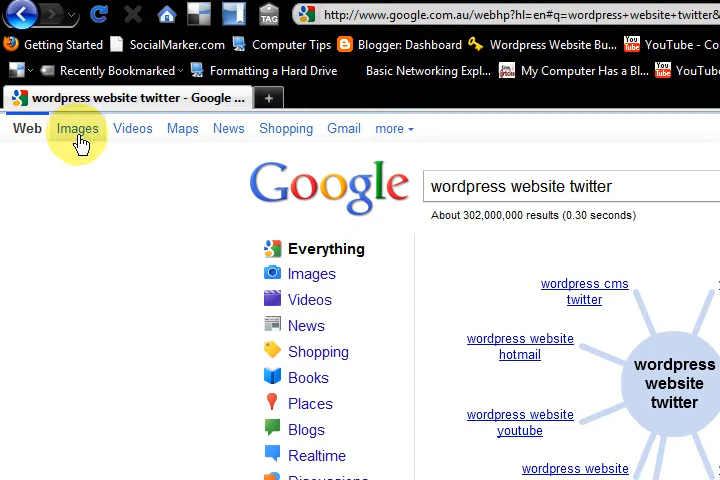 TAG
http://www.google.com.au/webhp?hl=en#q=wordpress+website+twitter&
Getting Started SocialMarker.com Computer Tips Blogger: Dashboard Wordpress Website Bu... YouTube - Co
Recently Bookmarked Formatting a Hard Drive Basic Networking Expl... My Computer Has a Bl... YouTub
wordpress website twitter - Google ... +
Web Images Videos Maps News Shopping Gmail more
Google wordpress website twitter
About 302,000,000 results (0.30 seconds)
Everything
Images
Videos
News
Shopping
Books
Places
Blogs
Realtime
Discussions
wordpress cms
twitter
wordpress website
hotmail
wordpress
website
twitter
wordpress website
youtube
wordpress website